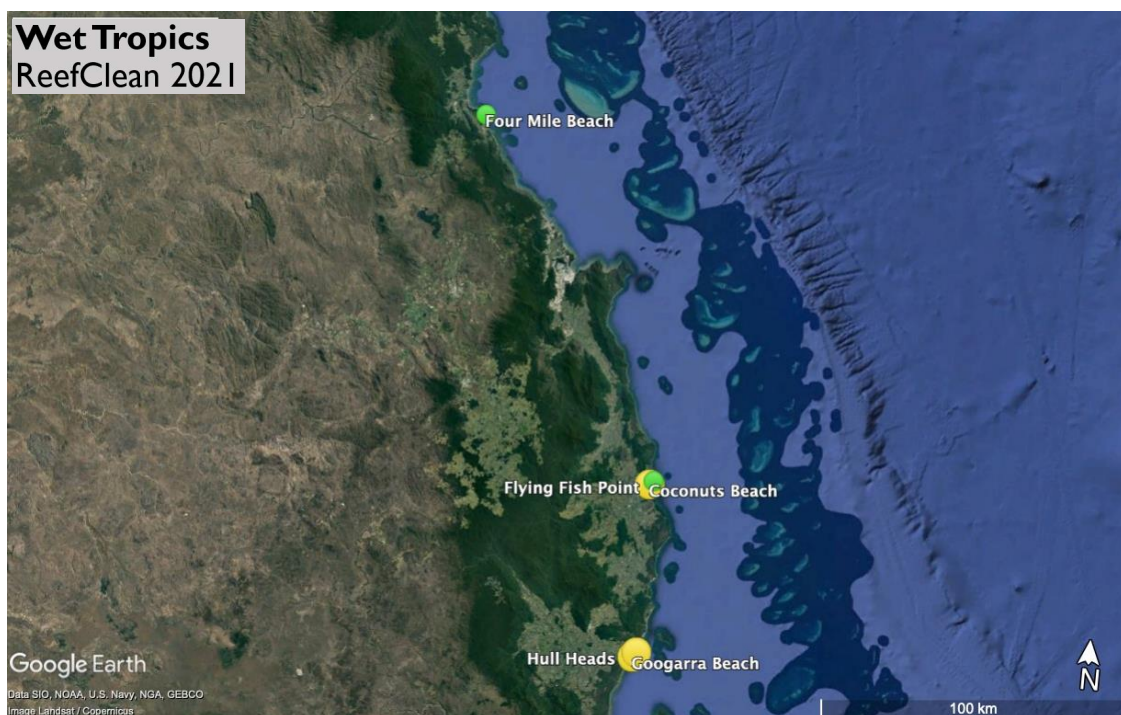 Wet Tropics
ReefClean 2021
Four Mile Beach
Flying Fish Point
Coconuts Beach
Hull Heads
Googarra Beach
Google Earth
N
Data SIO, NOAA, U.S. Navy, NGA, GEBCO
Image Landsat / Copernicus
100 km